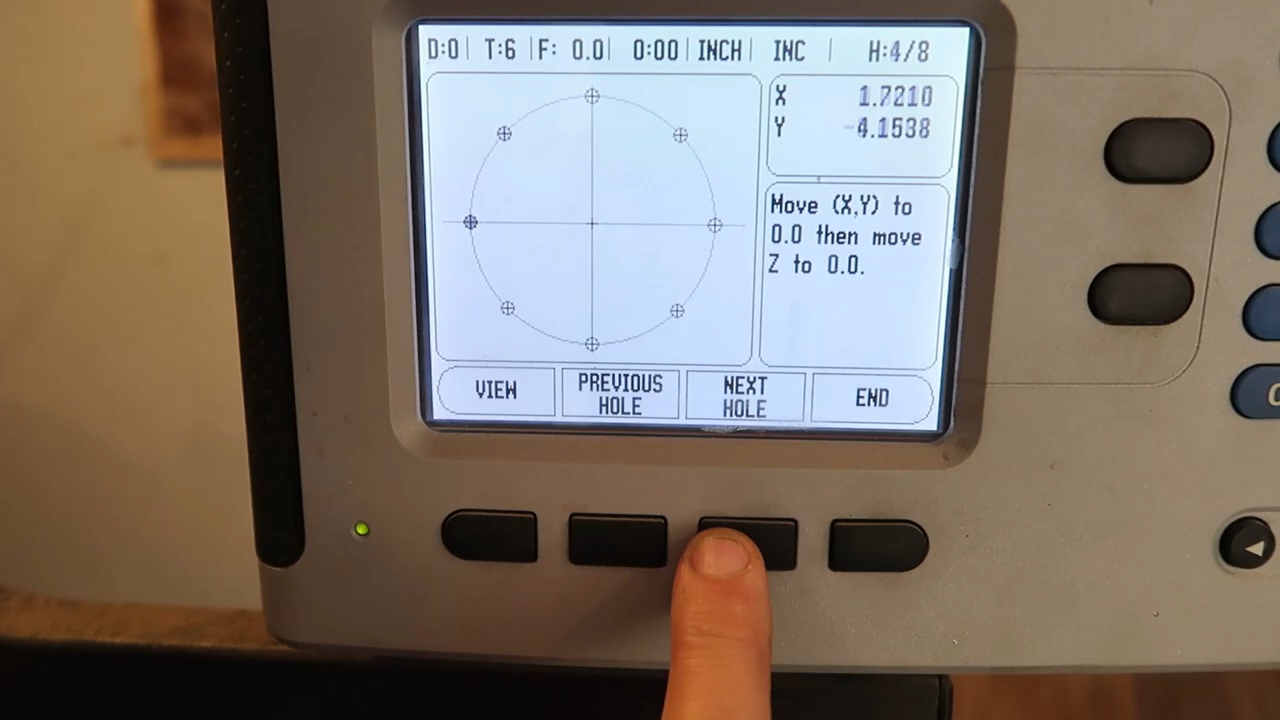 D:0 | T:6 | F: 0.0 | 0:00 | INCH | INC | H:4/8
X 1.7210
Y -4.1538
Move (X,Y) to
0.0 then move
Z to 0.0.
VIEW
PREVIOUS
HOLE
NEXT
HOLE
END